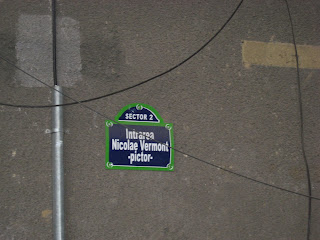 SECTOR 2
Intrarea
Nicolae Vermont
-pictor-